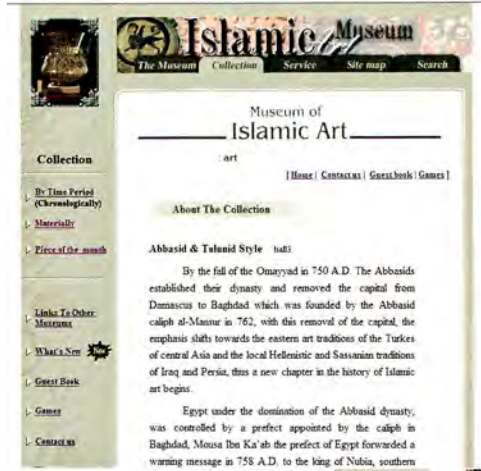 Islamic Art Museum
The Museum Collection Service Site map Search
Museum of
Islamic Art
art
[ Home | Contact us | Guest book | Games ]
Collection
By Time Period
(Chronologically)
Materially
Piece of the month
Links To Other
Museums
What's New New
Guest Book
Games
Contact us
About The Collection
Abbasid & Tulunid Style hall3
By the fall of the Omayyad in 750 A.D. The Abbasids
established their dynasty and removed the capital from
Damascus to Baghdad which was founded by the Abbasid
caliph al-Mansur in 762, with this removal of the capital, the
emphasis shifts towards the eastern art traditions of the Turkes
of central Asia and the local Hellenistic and Sassanian traditions
of Iraq and Persia, thus a new chapter in the history of Islamic
art begins.
Egypt under the domination of the Abbasid dynasty,
was controlled by a prefect appointed by the caliph in
Baghdad, Mousa Ibn Ka'ab the prefect of Egypt forwarded a
warning message in 758 A.D. to the king of Nubia, southern